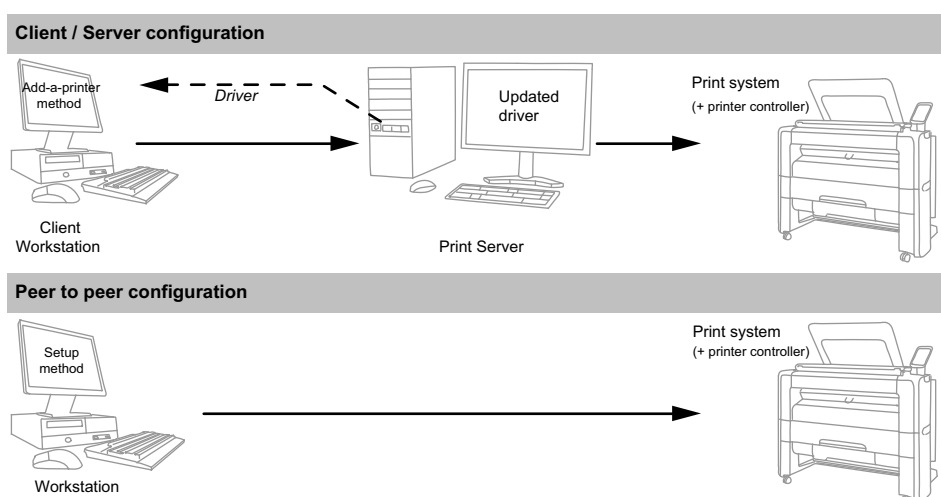 Client / Server configuration
Add-a-printer
method
Driver
Updated
driver
Print system
(+ printer controller)
Client
Workstation
Print Server
Peer to peer configuration
Setup
method
Print system
(+ printer controller)
Workstation